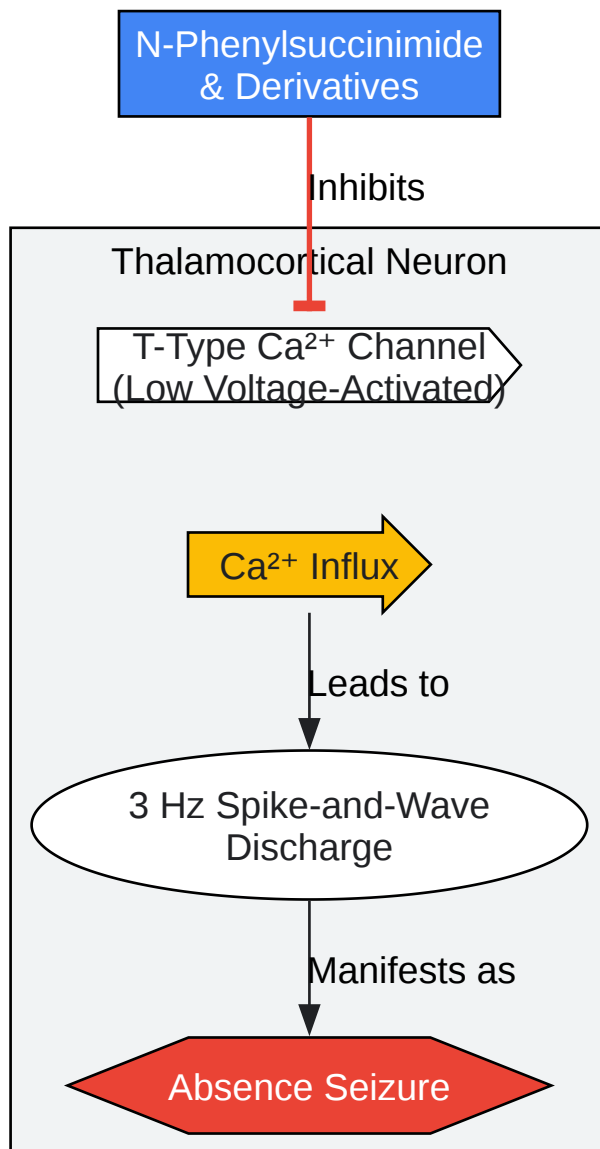 N-Phenylsuccinimide
& Derivatives
Inhibits
Thalamocortical Neuron
T-Type Ca²⁺ Channel
(Low Voltage-Activated)
Ca²⁺ Influx
Leads to
3 Hz Spike-and-Wave
Discharge
Manifests as
Absence Seizure